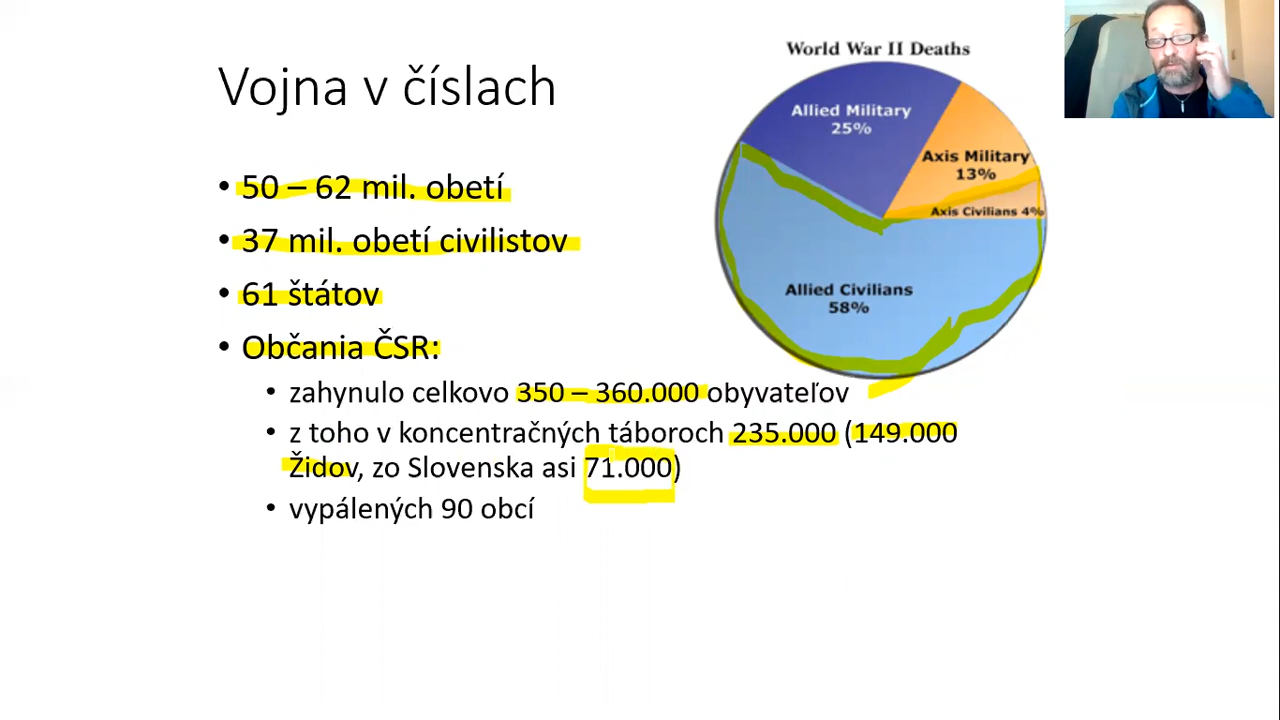 Vojna v číslach
• 50 – 62 mil. obetí
• 37 mil. obetí civilistov
• 61 štátov
• Občania ČSR:
• zahynulo celkovo 350 – 360.000 obyvateľov
• z toho v koncentračných táboroch 235.000 (149.000
Židov, zo Slovenska asi 71.000)
• vypálených 90 obcí
World War II Deaths
Allied Military
25%
Axis Military
13%
Axis Civilians 4%
Allied Civilians
58%